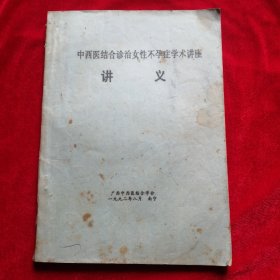 中西医结合诊治女性不孕症学术讲座
讲 义
广西中西医结合学会
一九九二年八月 南宁